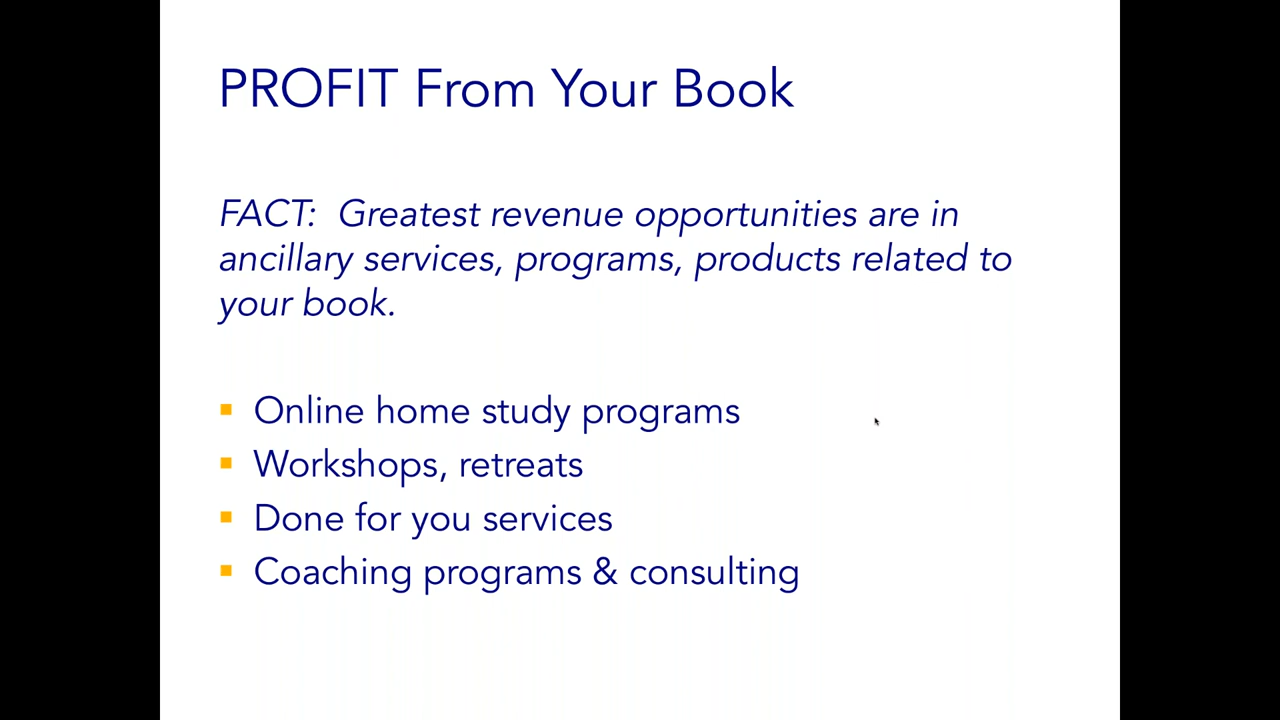 PROFIT From Your Book
FACT:  Greatest revenue opportunities are in
ancillary services, programs, products related to
your book.
▪ Online home study programs
▪ Workshops, retreats
▪ Done for you services
▪ Coaching programs & consulting